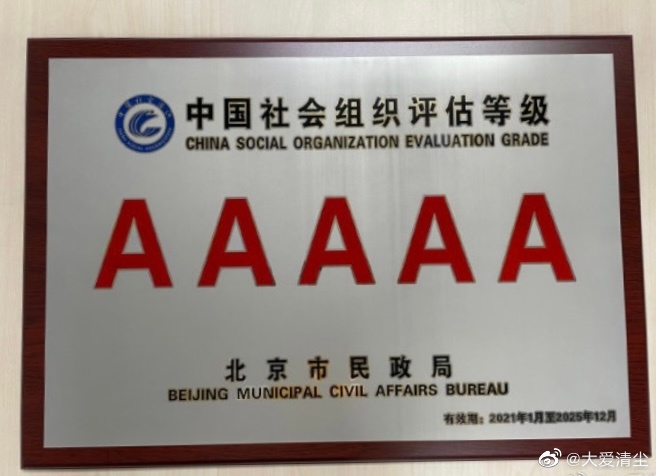 中国社会组织评估等级
CHINA SOCIAL ORGANIZATION EVALUATION GRADE
AAAAA
北京市民政局
BEIJING MUNICIPAL CIVIL AFFAIRS BUREAU
有效期：2021年1月至2025年12月
@大爱清尘